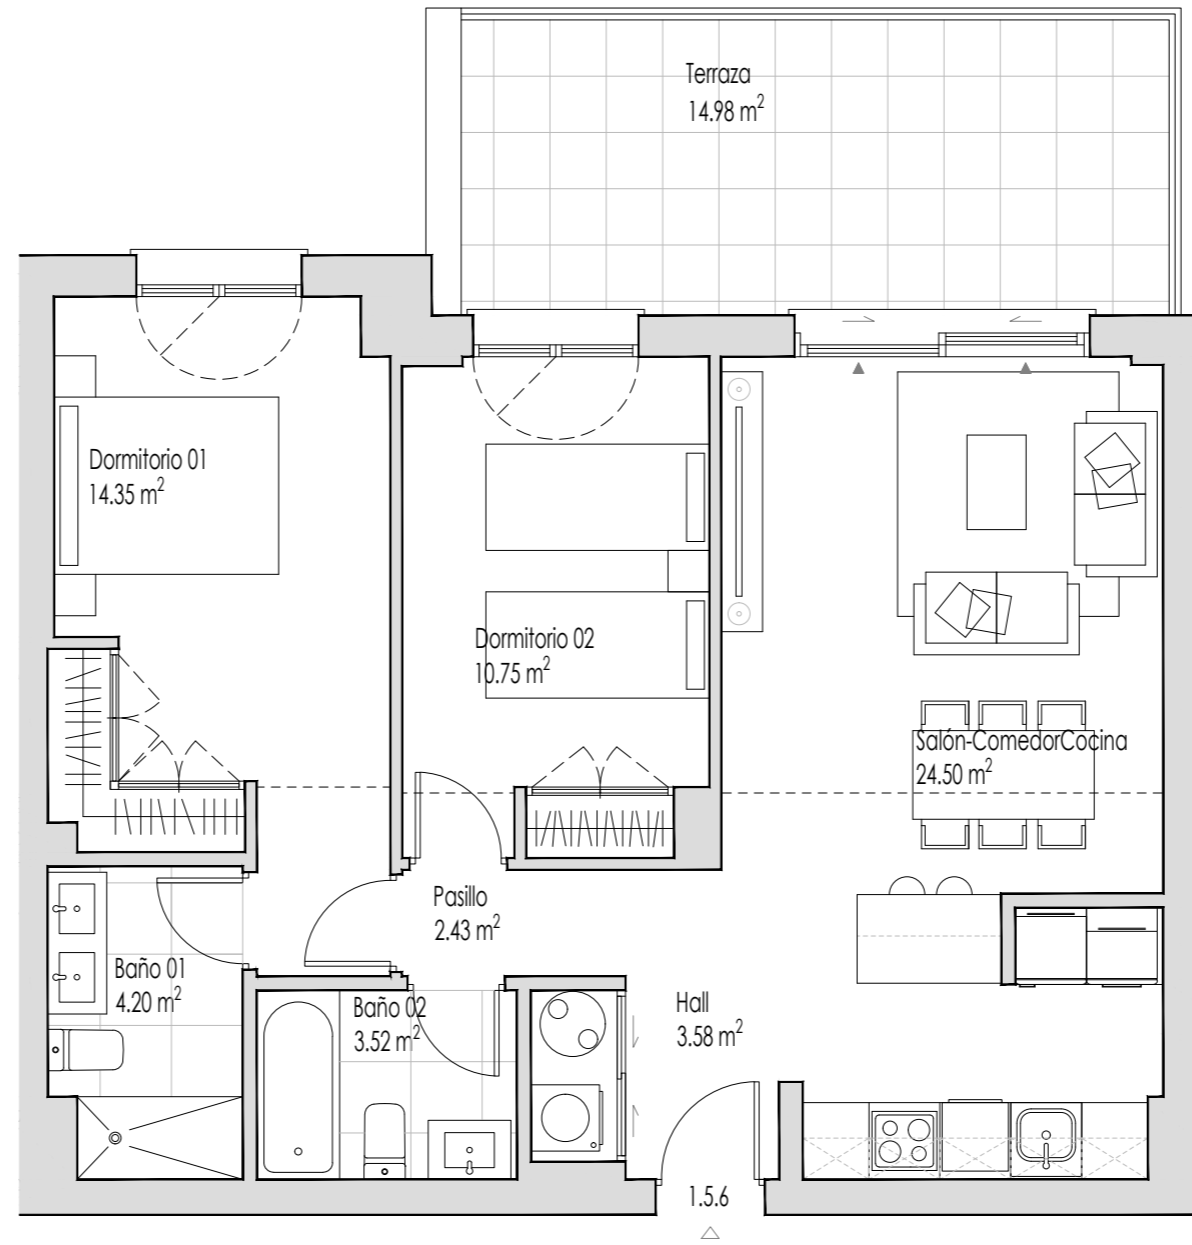 Terraza
14.98 m²
Dormitorio 01
14.35 m²
Dormitorio 02
10.75 m²
Salón-ComedorCocina
24.50 m²
Pasillo
2.43 m²
Baño 01
4.20 m²
Baño 02
3.52 m²
Hall
3.58 m²
1.5.6